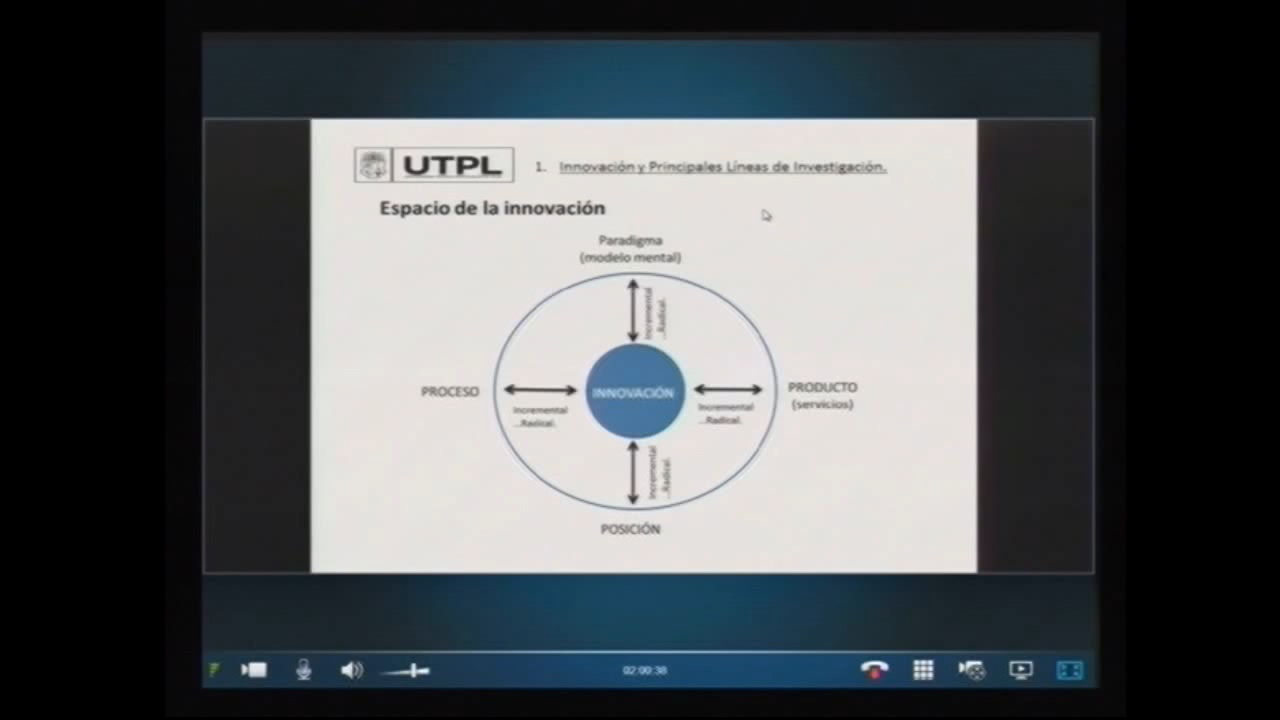 UTPL
1. Innovación y Principales Líneas de Investigación.
Espacio de la innovación
Paradigma
(modelo mental)
Incremental
...Radical.
PROCESO
INNOVACIÓN
PRODUCTO
(servicios)
Incremental
...Radical.
Incremental
...Radical.
Incremental
...Radical.
POSICIÓN
02:00:38